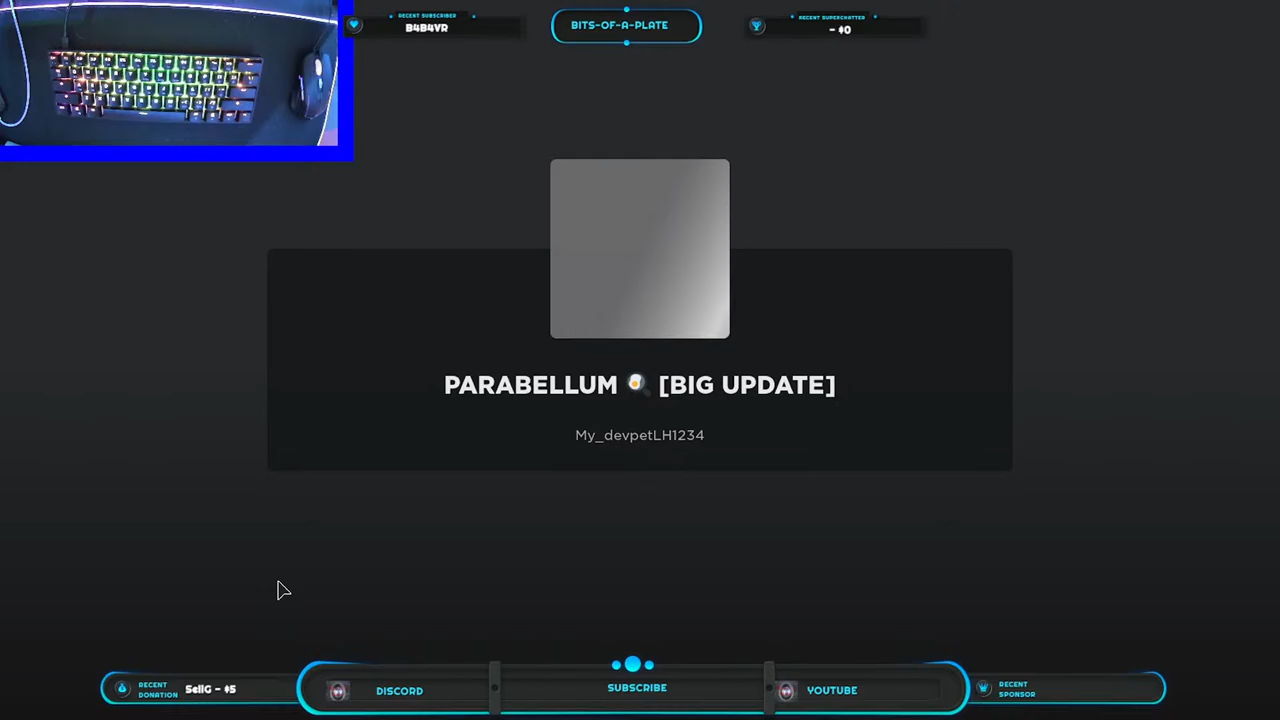 RECENT SUBSCRIBER
B4B4VR
BITS-OF-A-PLATE
RECENT SUPERCHATTER
- $0
PARABELLUM 🍳 [BIG UPDATE]
My_devpetLH1234
RECENT
DONATION
SellG - $5
DISCORD
SUBSCRIBE
YOUTUBE
RECENT
SPONSOR